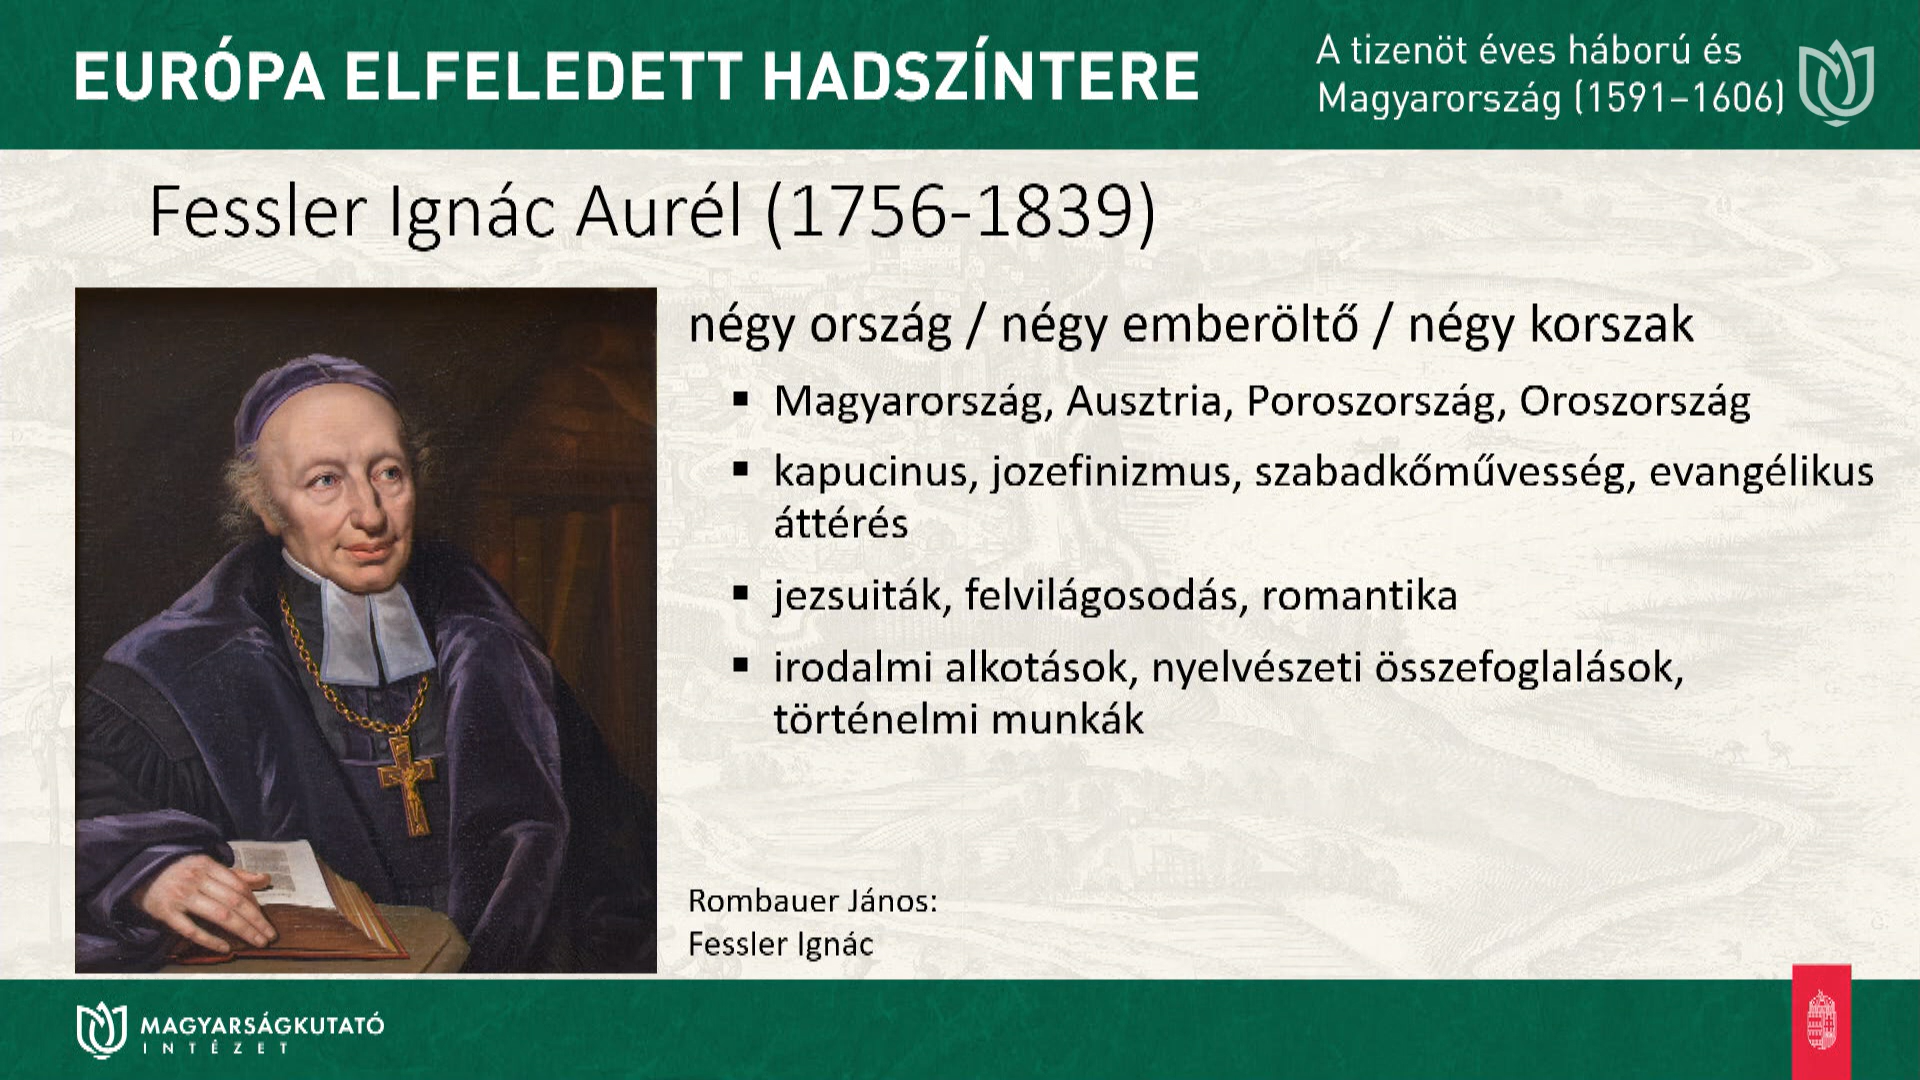 EURÓPA ELFELEDETT HADSZÍNTERE
A tizenöt éves háború és
Magyarország (1591–1606)
Fessler Ignác Aurél (1756-1839)
négy ország / négy emberöltő / négy korszak
▪ Magyarország, Ausztria, Poroszország, Oroszország
▪ kapucinus, jozefinizmus, szabadkőművesség, evangélikus
áttérés
▪ jezsuiták, felvilágosodás, romantika
▪ irodalmi alkotások, nyelvészeti összefoglalások,
történelmi munkák
Rombauer János:
Fessler Ignác
MAGYARSÁGKUTATÓ
INTÉZET